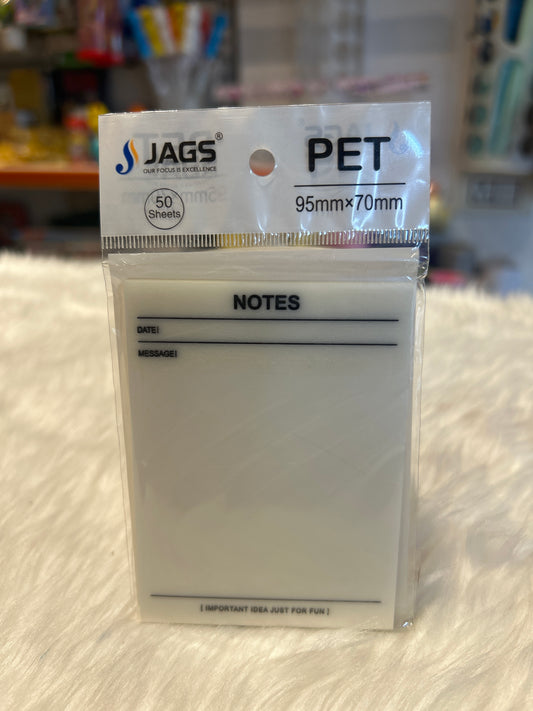 JAGS®
OUR FOCUS IS EXCELLENCE
50
Sheets
PET
95mm×70mm
NOTES
DATE:
MESSAGE:
[ IMPORTANT IDEA JUST FOR FUN ]